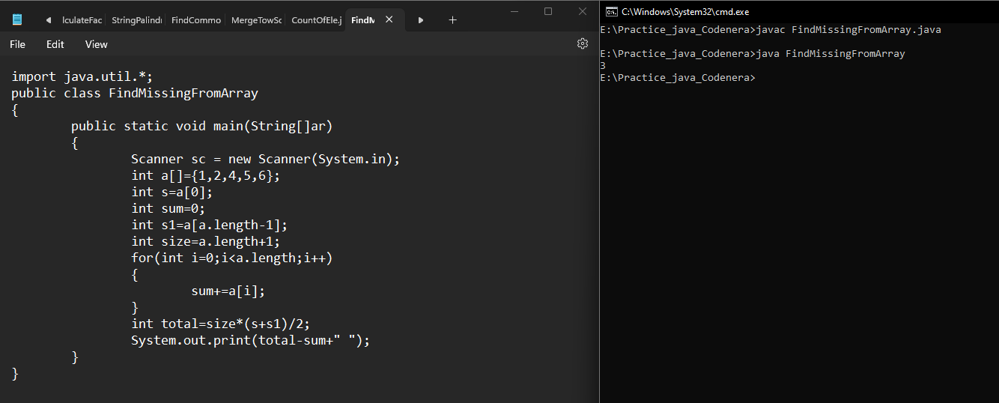 lculateFac StringPalind FindCommo MergeTowSo CountOfEle.j FindM
File Edit View
import java.util.*;
public class FindMissingFromArray
{
public static void main(String[]ar)
{
Scanner sc = new Scanner(System.in);
int a[]={1,2,4,5,6};
int s=a[0];
int sum=0;
int s1=a[a.length-1];
int size=a.length+1;
for(int i=0;i<a.length;i++)
{
sum+=a[i];
}
int total=size*(s+s1)/2;
System.out.print(total-sum+" ");
}
}
C:\Windows\System32\cmd.exe
E:\Practice_java_Codenera>javac FindMissingFromArray.java
E:\Practice_java_Codenera>java FindMissingFromArray
3
E:\Practice_java_Codenera>